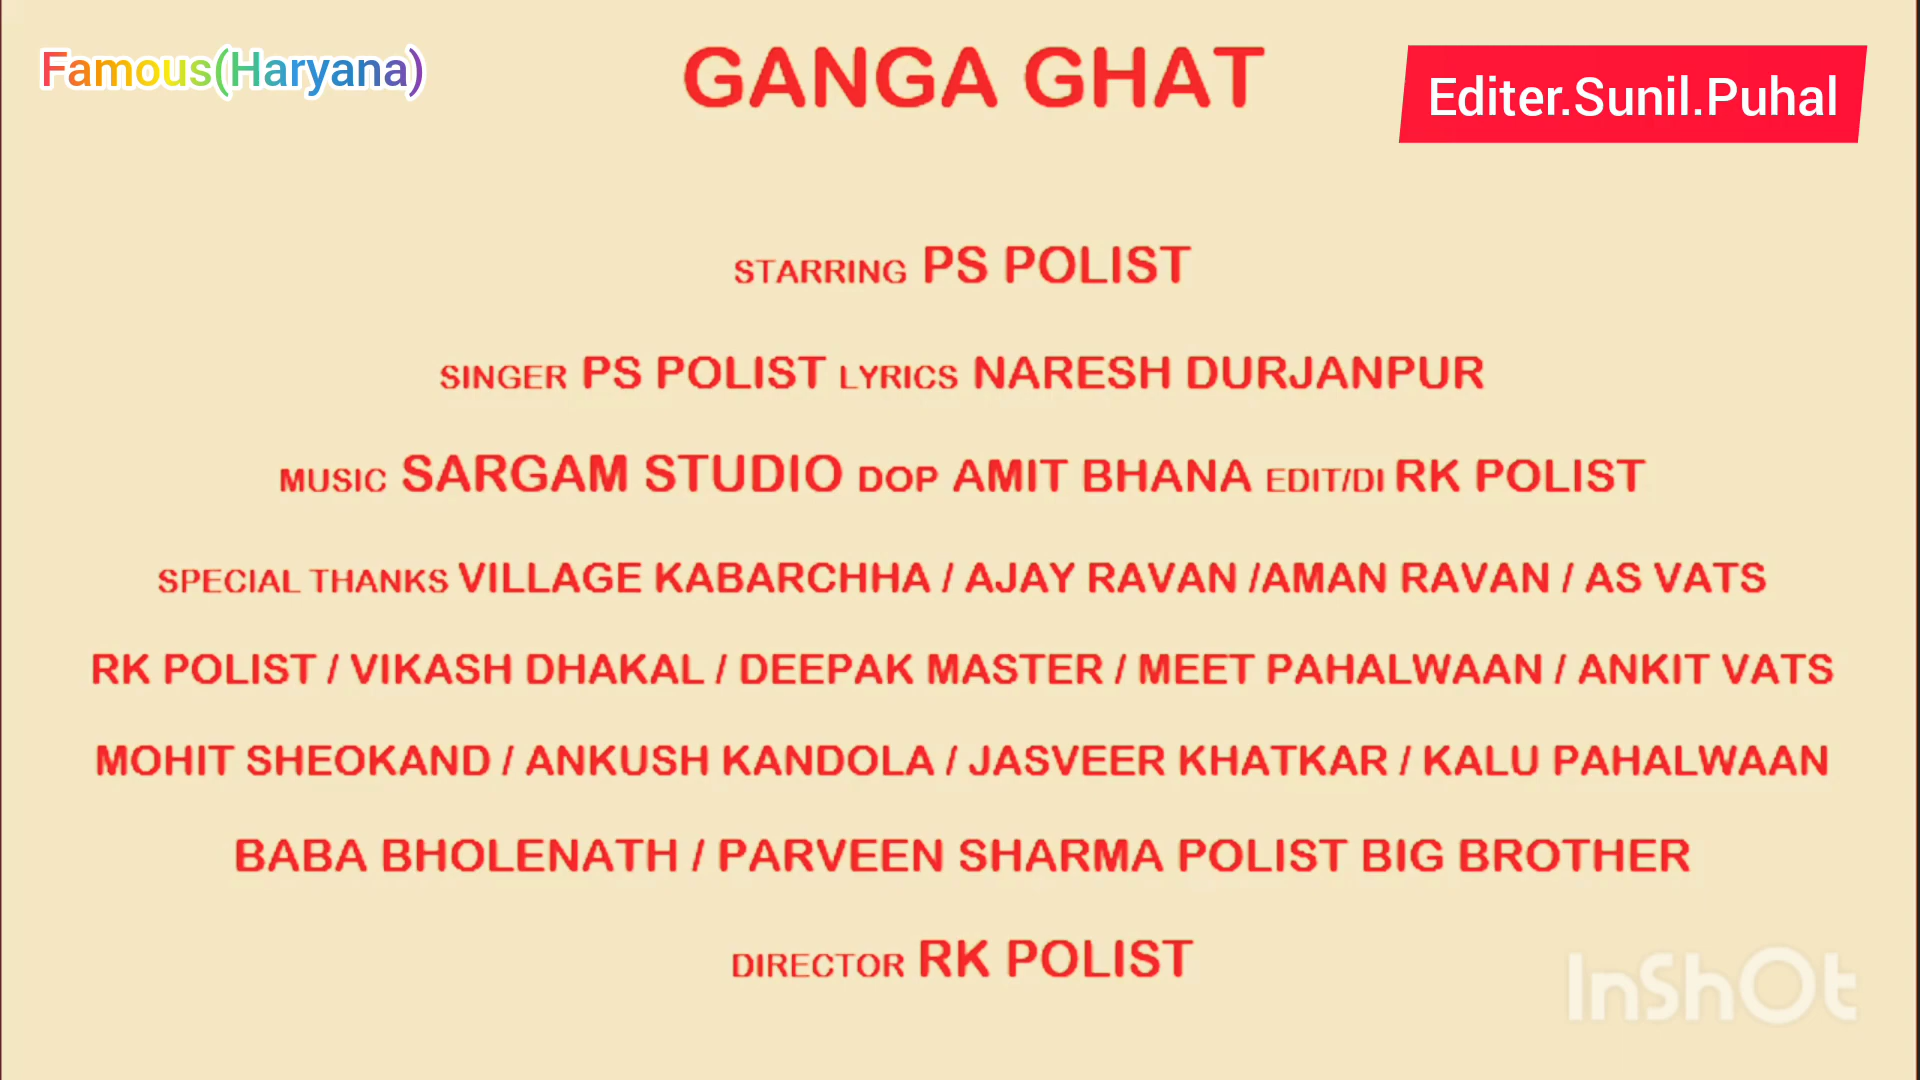 Famous(Haryana)
GANGA GHAT
Editer.Sunil.Puhal
STARRING PS POLIST
SINGER PS POLIST LYRICS NARESH DURJANPUR
MUSIC SARGAM STUDIO DOP AMIT BHANA EDIT/DI RK POLIST
SPECIAL THANKS VILLAGE KABARCHHA / AJAY RAVAN /AMAN RAVAN / AS VATS
RK POLIST / VIKASH DHAKAL / DEEPAK MASTER / MEET PAHALWAAN / ANKIT VATS
MOHIT SHEOKAND / ANKUSH KANDOLA / JASVEER KHATKAR / KALU PAHALWAAN
BABA BHOLENATH / PARVEEN SHARMA POLIST BIG BROTHER
DIRECTOR RK POLIST
InShOt